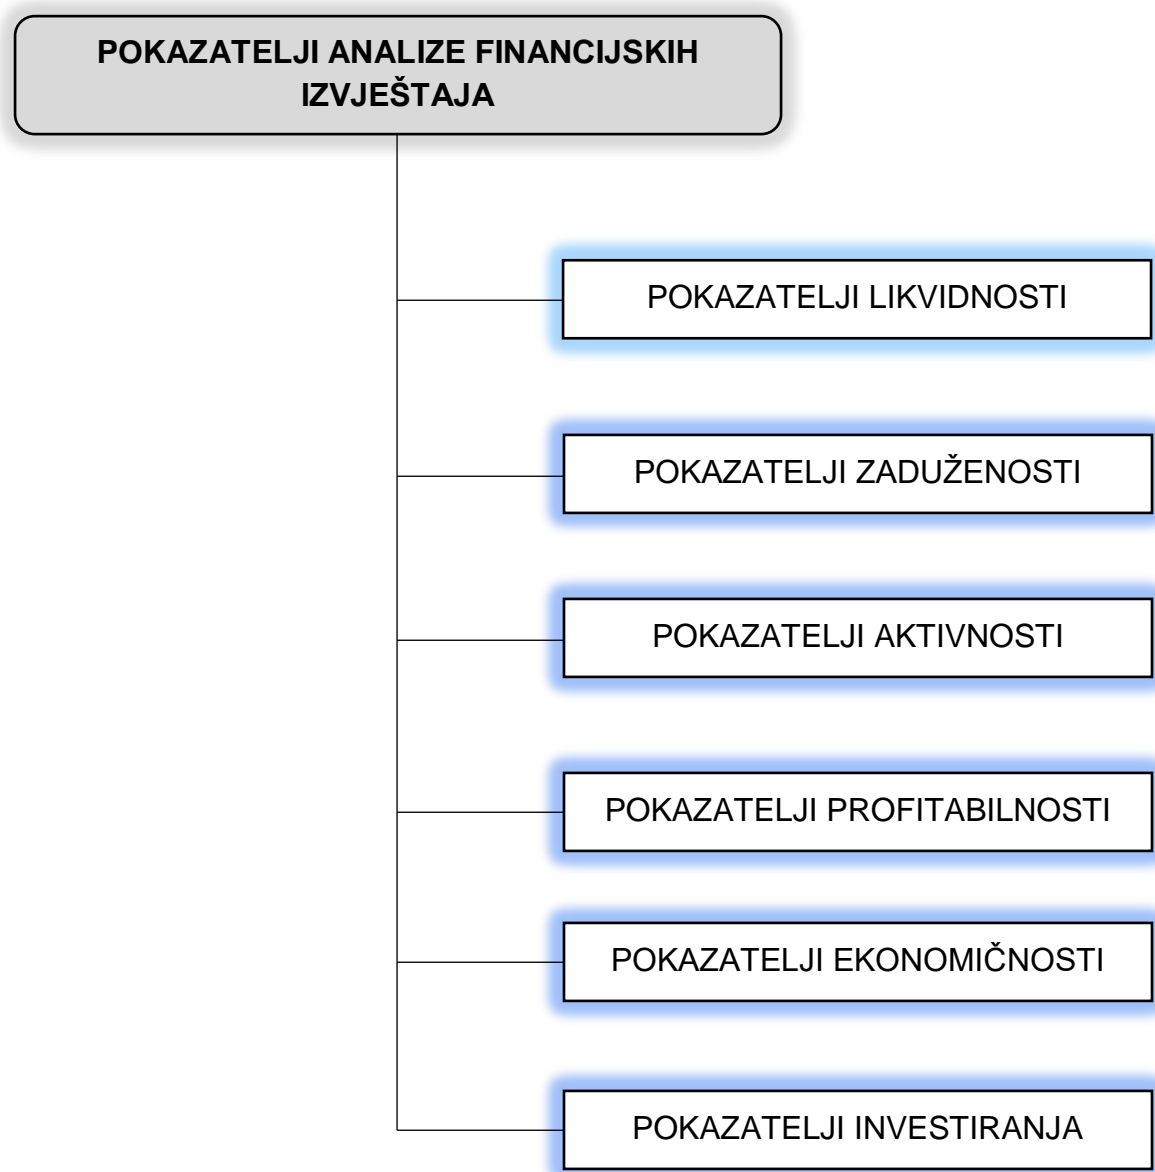 POKAZATELJI ANALIZE FINANCIJSKIH
IZVJEŠTAJA
POKAZATELJI LIKVIDNOSTI
POKAZATELJI ZADUŽENOSTI
POKAZATELJI AKTIVNOSTI
POKAZATELJI PROFITABILNOSTI
POKAZATELJI EKONOMIČNOSTI
POKAZATELJI INVESTIRANJA